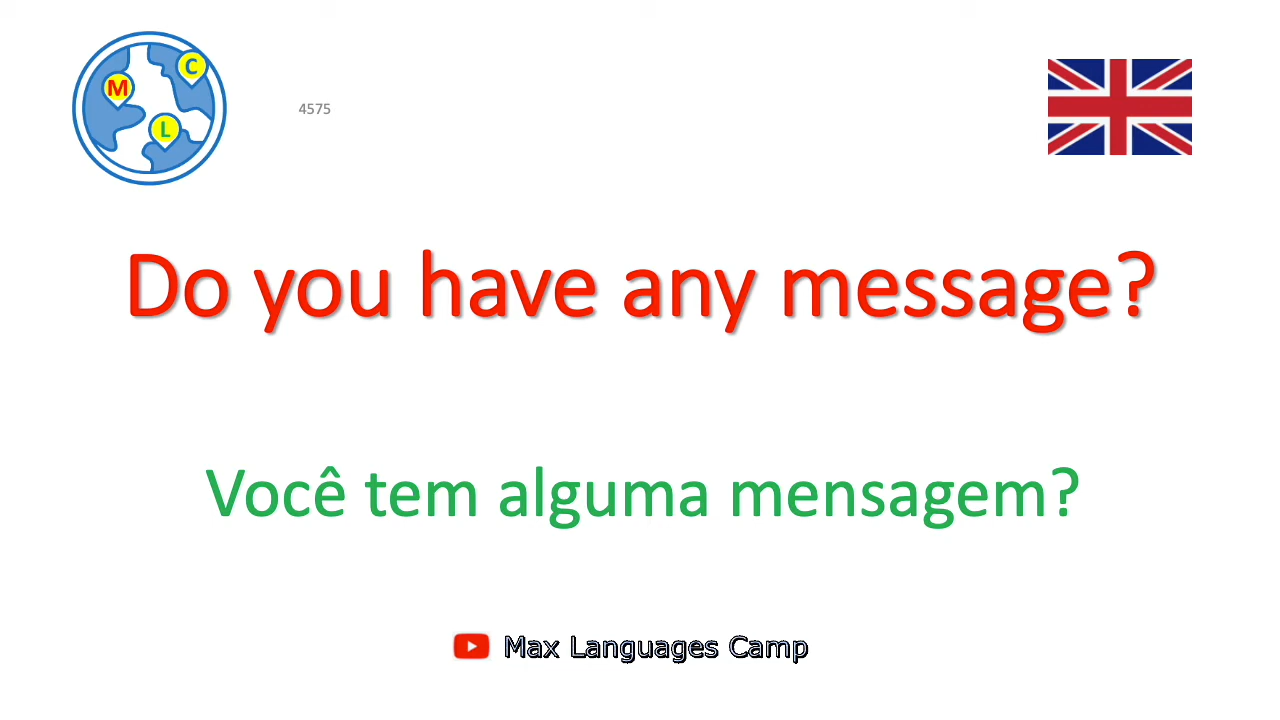 M
C
L
4575
Do you have any message?
Você tem alguma mensagem?
Max Languages Camp